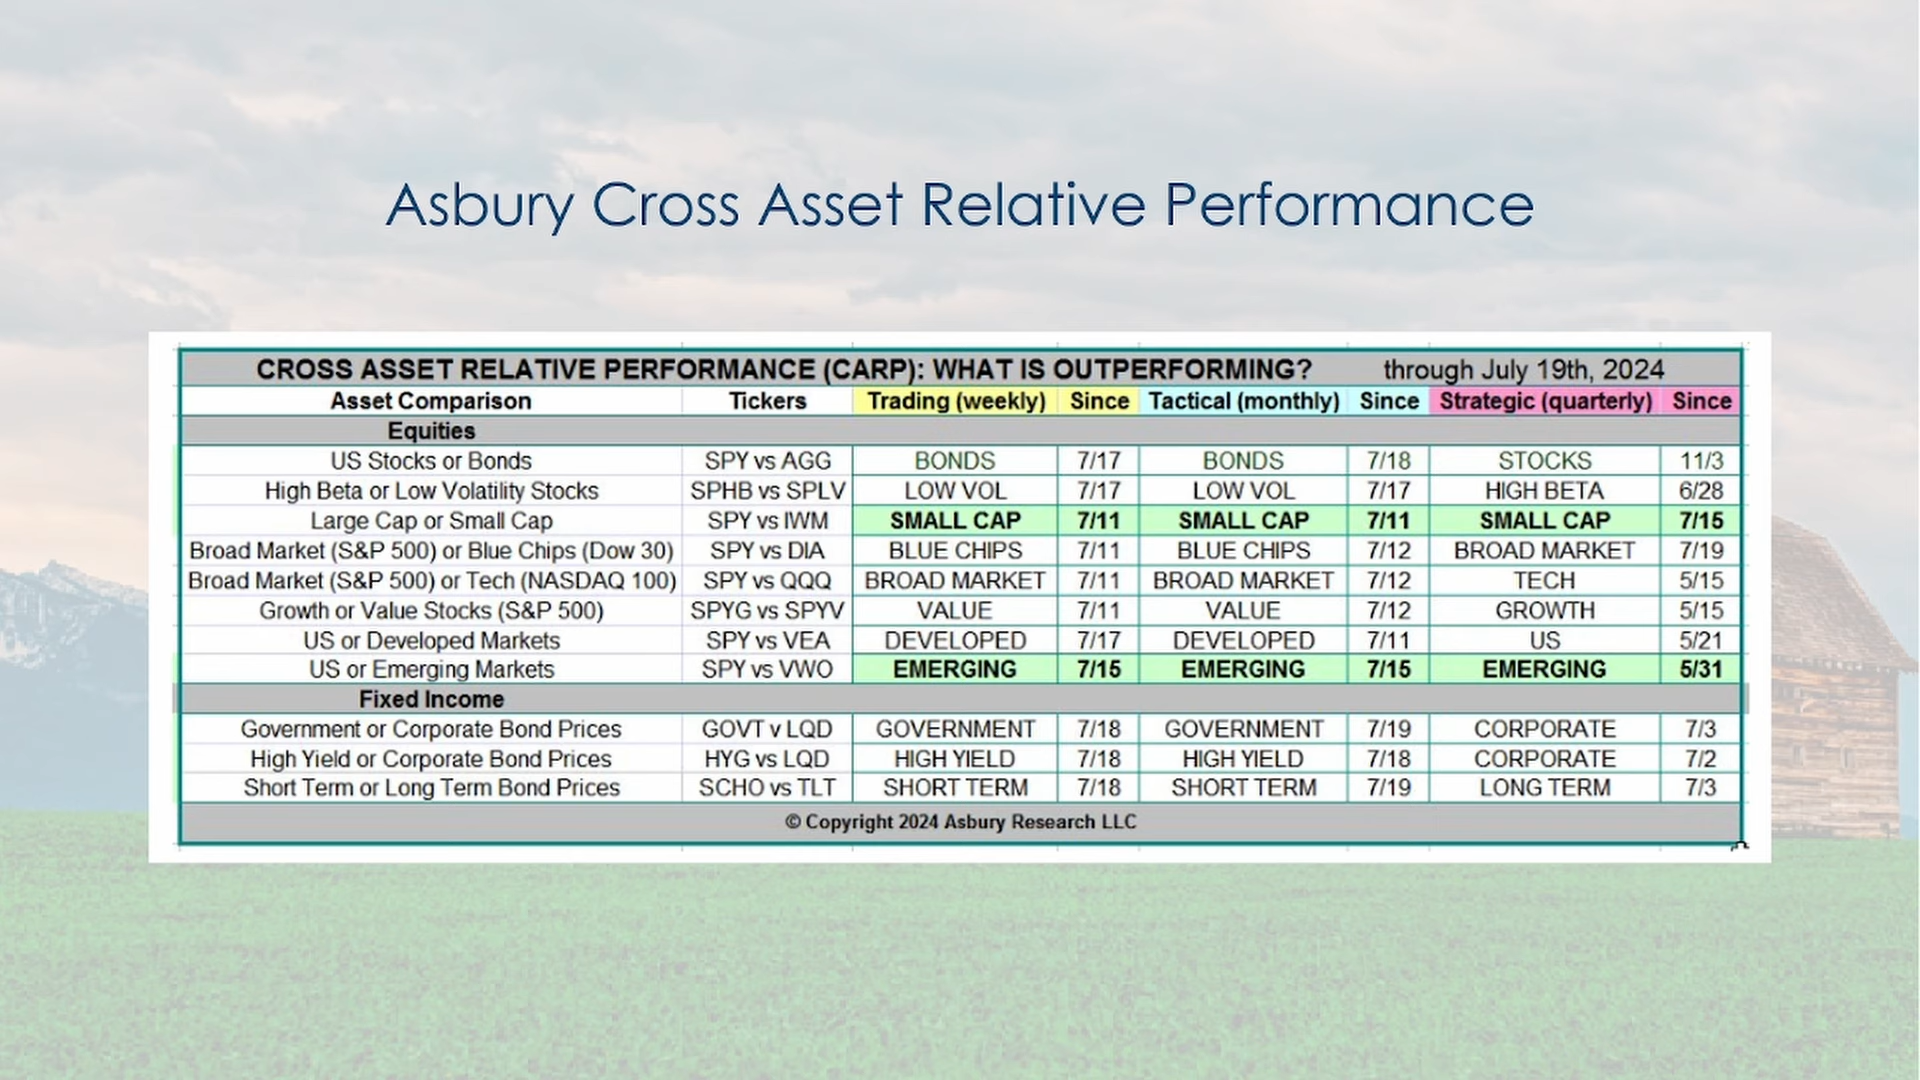 Asbury Cross Asset Relative Performance
CROSS ASSET RELATIVE PERFORMANCE (CARP): WHAT IS OUTPERFORMING? through July 19th, 2024
Asset Comparison Tickers Trading (weekly) Since Tactical (monthly) Since Strategic (quarterly) Since
Equities
US Stocks or Bonds SPY vs AGG BONDS 7/17 BONDS 7/18 STOCKS 11/3
High Beta or Low Volatility Stocks SPHB vs SPLV LOW VOL 7/17 LOW VOL 7/17 HIGH BETA 6/28
Large Cap or Small Cap SPY vs IWM SMALL CAP 7/11 SMALL CAP 7/11 SMALL CAP 7/15
Broad Market (S&P 500) or Blue Chips (Dow 30) SPY vs DIA BLUE CHIPS 7/11 BLUE CHIPS 7/12 BROAD MARKET 7/19
Broad Market (S&P 500) or Tech (NASDAQ 100) SPY vs QQQ BROAD MARKET 7/11 BROAD MARKET 7/12 TECH 5/15
Growth or Value Stocks (S&P 500) SPYG vs SPYV VALUE 7/11 VALUE 7/12 GROWTH 5/15
US or Developed Markets SPY vs VEA DEVELOPED 7/17 DEVELOPED 7/11 US 5/21
US or Emerging Markets SPY vs VWO EMERGING 7/15 EMERGING 7/15 EMERGING 5/31
Fixed Income
Government or Corporate Bond Prices GOVT v LQD GOVERNMENT 7/18 GOVERNMENT 7/19 CORPORATE 7/3
High Yield or Corporate Bond Prices HYG vs LQD HIGH YIELD 7/18 HIGH YIELD 7/18 CORPORATE 7/2
Short Term or Long Term Bond Prices SCHO vs TLT SHORT TERM 7/18 SHORT TERM 7/19 LONG TERM 7/3
© Copyright 2024 Asbury Research LLC